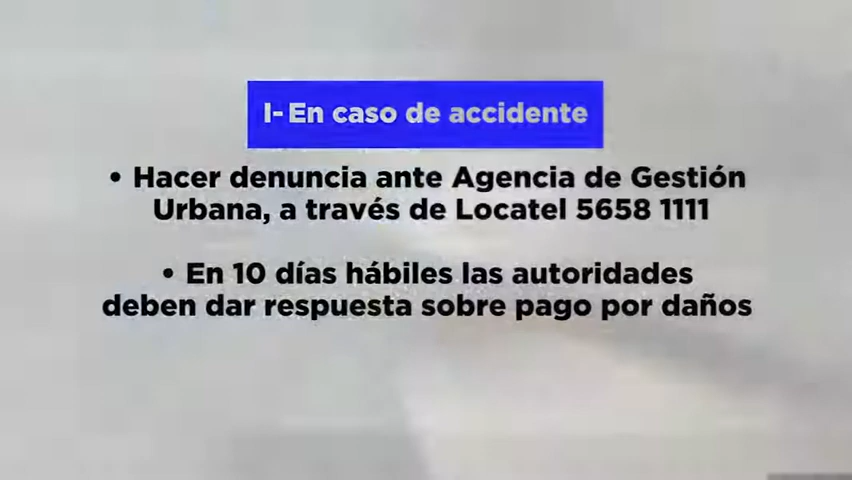 I- En caso de accidente
• Hacer denuncia ante Agencia de Gestión
Urbana, a través de Locatel 5658 1111
• En 10 días hábiles las autoridades
deben dar respuesta sobre pago por daños